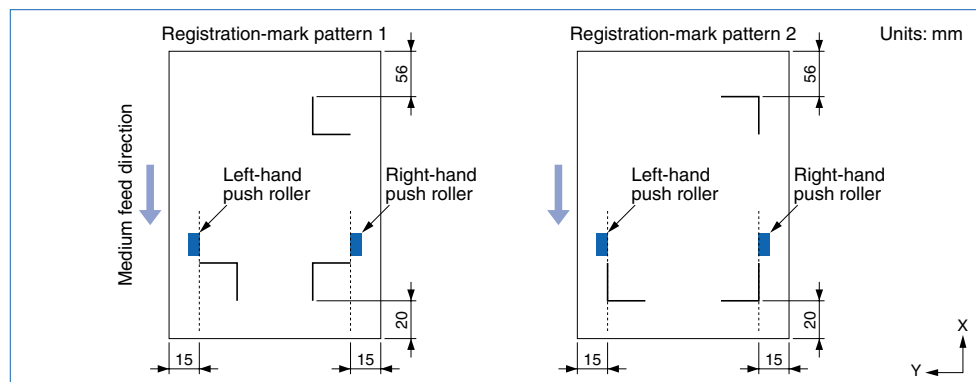 Registration-mark pattern 1
Registration-mark pattern 2
Units: mm
56
56
Medium feed direction
Left-hand
push roller
Right-hand
push roller
Left-hand
push roller
Right-hand
push roller
20
20
15
15
15
15
X
Y